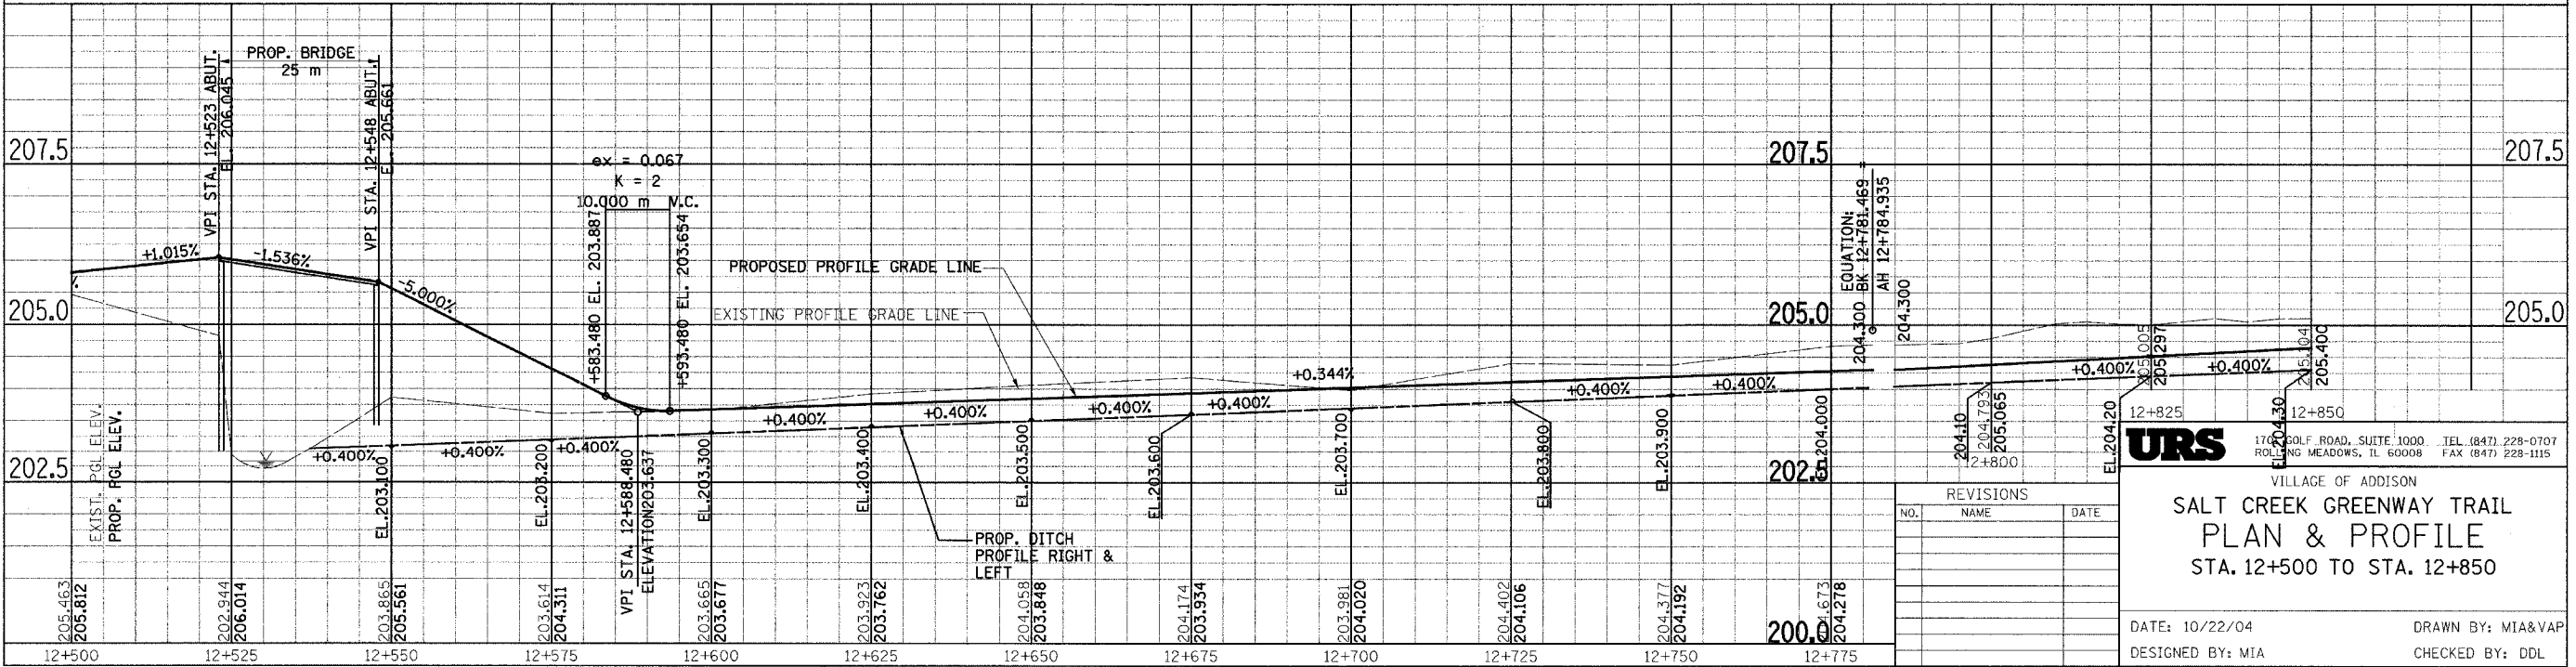 PROP. BRIDGE
25 m
VPI STA. 12+523 ABUT.
EL. 206.045
VPI STA. 12+548 ABUT.
EL. 205.661
207.5
207.5
207.5
ex = 0.067
K = 2
10.000 m V.C.
+583.480 EL. 203.887
+593.480 EL. 203.654
EQUATION:
BK 12+781.469 =
AH 12+784.935
204.300
204.300
+1.015%
-1.536%
-5.000%
PROPOSED PROFILE GRADE LINE
EXISTING PROFILE GRADE LINE
205.0
205.0
205.0
+0.344%
+0.400%
+0.400%
+0.400%
+0.400%
+0.400%
+0.400%
+0.400%
+0.400%
+0.400%
+0.400%
+0.400%
202.5
202.5
EXIST. PGL ELEV.
PROP. PGL ELEV.
EL.203.100
EL.203.200
VPI STA. 12+588.480
ELEVATION203.637
EL.203.300
EL.203.400
EL.203.500
EL.203.600
EL.203.700
EL.203.800
EL.203.900
EL.204.000
204.10
204.793
205.065
12+800
EL.204.20
205.005
205.297
12+825
EL.204.30
205.104
205.400
12+850
PROP. DITCH
PROFILE RIGHT &
LEFT
205.463
205.812
202.944
206.014
203.865
205.561
203.614
204.311
203.665
203.677
203.923
203.762
204.058
203.848
204.174
203.934
203.981
204.020
204.402
204.106
204.377
204.192
204.673
204.278
200.0
12+500
12+525
12+550
12+575
12+600
12+625
12+650
12+675
12+700
12+725
12+750
12+775
REVISIONS
NO. NAME DATE
URS
GOLF ROAD, SUITE 1000 TEL (847) 228-0707
ROLLING MEADOWS, IL 60008 FAX (847) 228-1115
VILLAGE OF ADDISON
SALT CREEK GREENWAY TRAIL
PLAN & PROFILE
STA. 12+500 TO STA. 12+850
DATE: 10/22/04 DRAWN BY: MIA&VAP
DESIGNED BY: MIA CHECKED BY: DDL